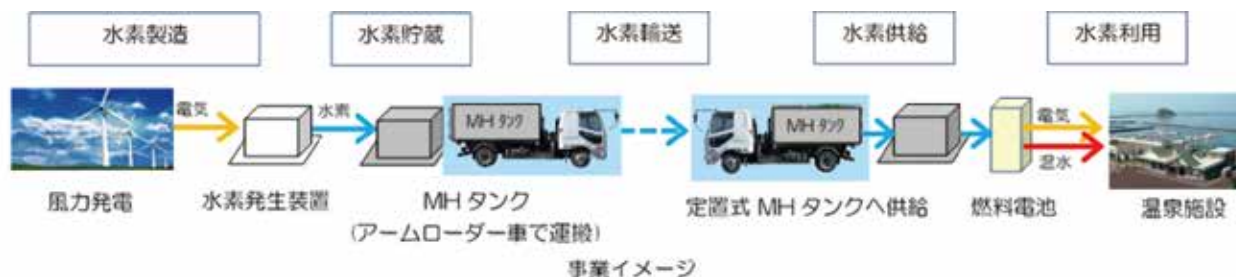 水素製造
水素貯蔵
水素輸送
水素供給
水素利用
電気
水素
MHタンク
MHタンク
電気
温水
風力発電
水素発生装置
MHタンク
(アームローダー車で運搬)
定置式MHタンクへ供給
燃料電池
温泉施設
事業イメージ